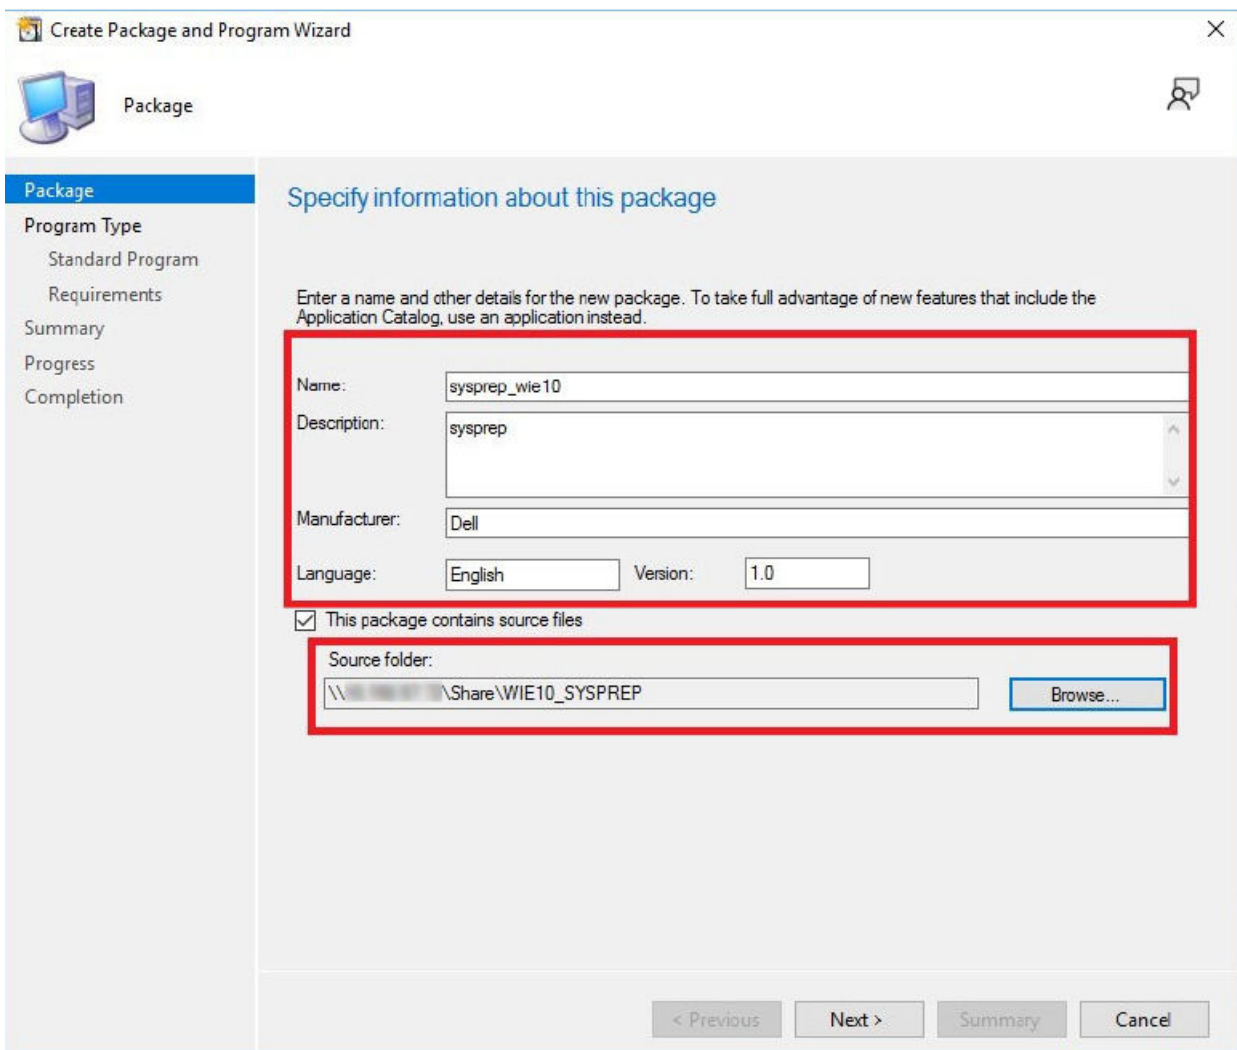 Create Package and Program Wizard
Package
Package
Program Type
Standard Program
Requirements
Summary
Progress
Completion
Specify information about this package
Enter a name and other details for the new package. To take full advantage of new features that include the
Application Catalog, use an application instead.
Name: sysprep_wie10
Description: sysprep
Manufacturer: Dell
Language: English Version: 1.0
This package contains source files
Source folder:
\\ \Share\WIE10_SYSPREP Browse...
< Previous Next > Summary Cancel